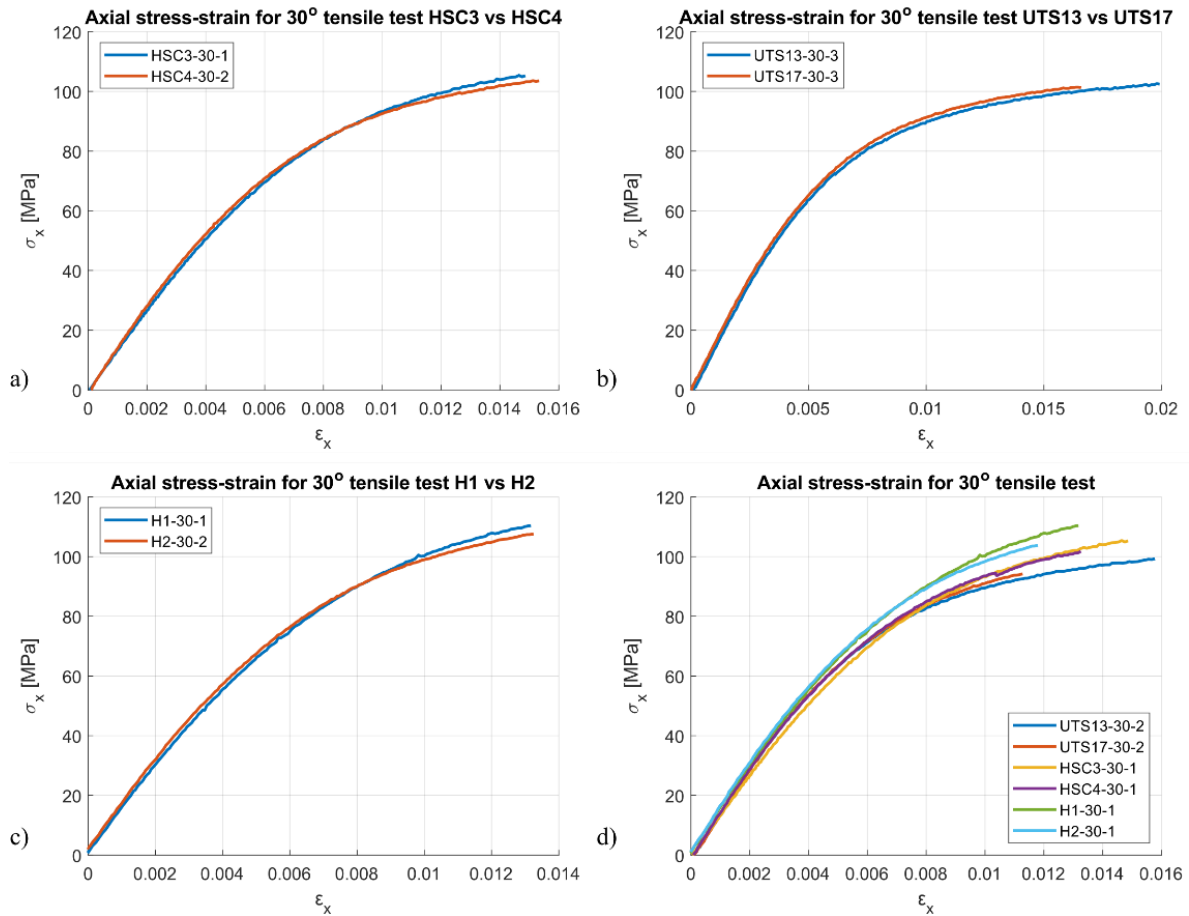 Axial stress-strain for 30° tensile test HSC3 vs HSC4
120
100
80
60
40
20
0
σx [MPa]
HSC3-30-1
HSC4-30-2
0 0.002 0.004 0.006 0.008 0.01 0.012 0.014 0.016
εx
a)
Axial stress-strain for 30° tensile test UTS13 vs UTS17
120
100
80
60
40
20
0
σx [MPa]
UTS13-30-3
UTS17-30-3
0.005 0.01 0.015 0.02
εx
b)
Axial stress-strain for 30° tensile test H1 vs H2
120
100
80
60
40
20
0
σx [MPa]
H1-30-1
H2-30-2
0 0.002 0.004 0.006 0.008 0.01 0.012 0.014
εx
c)
Axial stress-strain for 30° tensile test
120
100
80
60
40
20
0
σx [MPa]
UTS13-30-2
UTS17-30-2
HSC3-30-1
HSC4-30-1
H1-30-1
H2-30-1
0 0.002 0.004 0.006 0.008 0.01 0.012 0.014 0.016
εx
d)